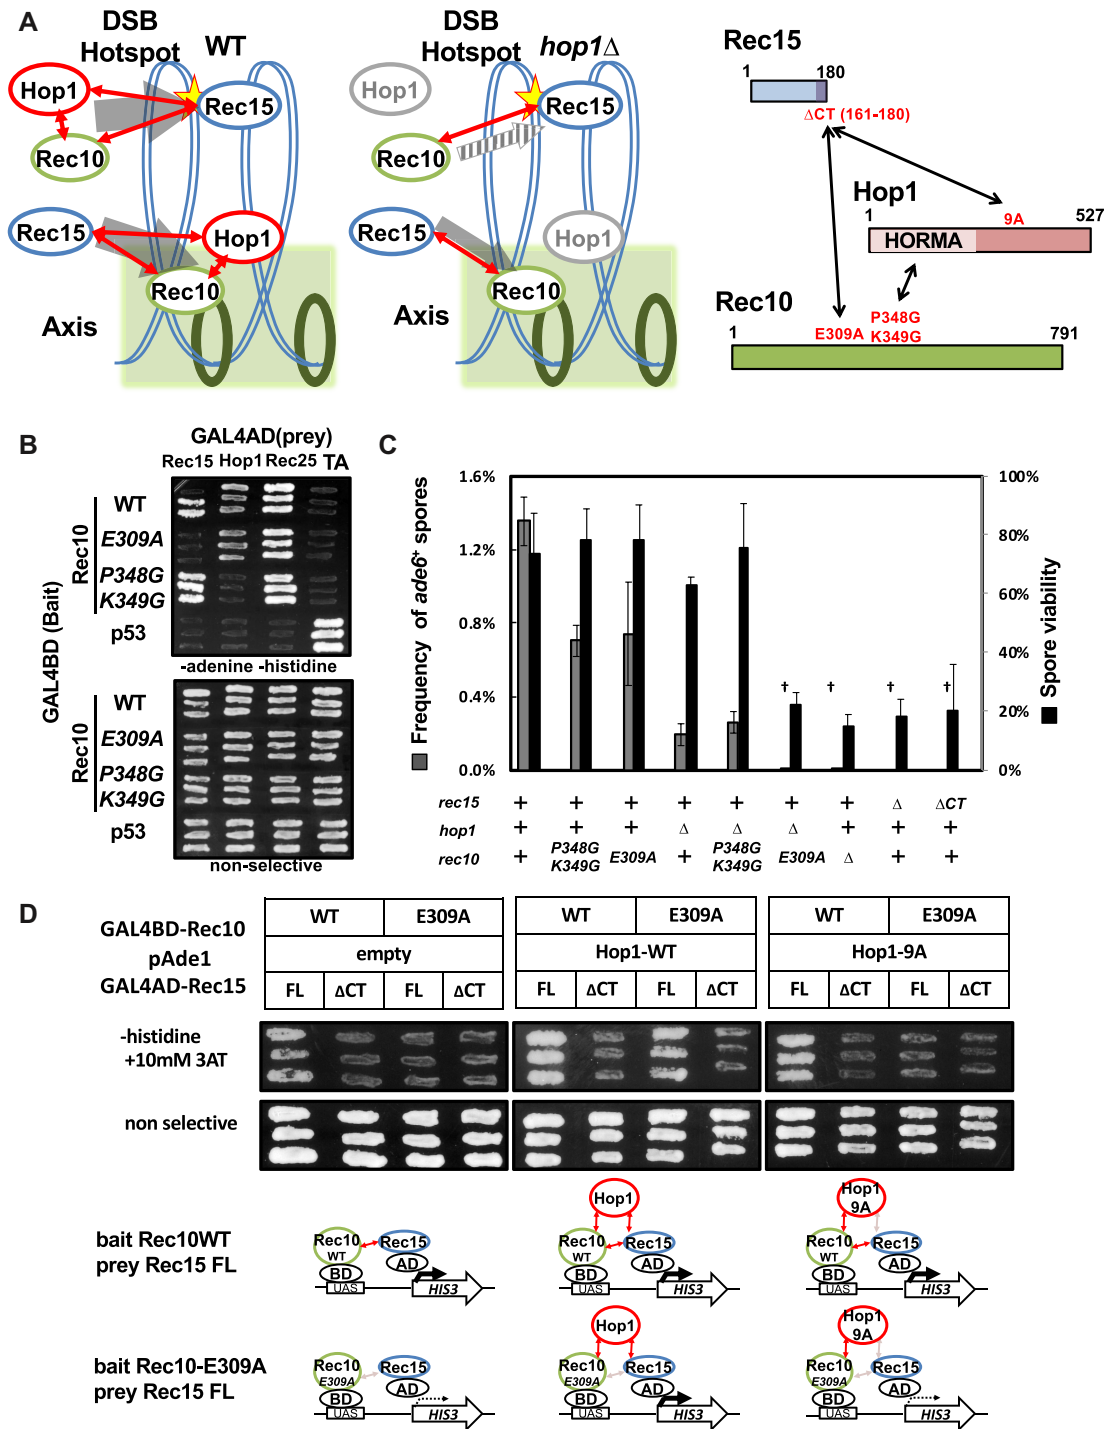 A
DSB
Hotspot
WT
Hop1
Rec15
Rec10
Rec15
Hop1
Rec10
Axis
DSB
Hotspot
hop1Δ
Hop1
Rec15
Rec10
Rec15
Hop1
Rec10
Axis
Rec15
1 180
ΔCT (161-180)
Hop1
1 9A 527
HORMA
Rec10
P348G
K349G
1 E309A 791
B
GAL4AD(prey)
Rec15 Hop1 Rec25 TA
GAL4BD (Bait)
Rec10
WT
E309A
P348G
K349G
p53
-adenine -histidine
Rec10
WT
E309A
P348G
K349G
p53
non-selective
C
Frequency of ade6+ spores
1.6%
1.2%
0.8%
0.4%
0.0%
† † † †
100%
80%
60%
40%
20%
0%
Spore viability
rec15 + + + + + + + Δ ΔCT
hop1 + + + Δ Δ Δ + + +
rec10 + P348G K349G E309A + P348G K349G E309A Δ + +
D
GAL4BD-Rec10 WT E309A WT E309A WT E309A
pAde1 empty Hop1-WT Hop1-9A
GAL4AD-Rec15 FL ΔCT FL ΔCT FL ΔCT FL ΔCT FL ΔCT FL ΔCT
-histidine
+10mM 3AT
non selective
bait Rec10WT
prey Rec15 FL
Rec10
WT
Rec15
BD
AD
UAS
HIS3
Hop1
Rec10
WT
Rec15
BD
AD
UAS
HIS3
Hop1
9A
Rec10
WT
Rec15
BD
AD
UAS
HIS3
bait Rec10-E309A
prey Rec15 FL
Rec10
E309A
Rec15
BD
AD
UAS
HIS3
Hop1
Rec10
E309A
Rec15
BD
AD
UAS
HIS3
Hop1
9A
Rec10
E309A
Rec15
BD
AD
UAS
HIS3